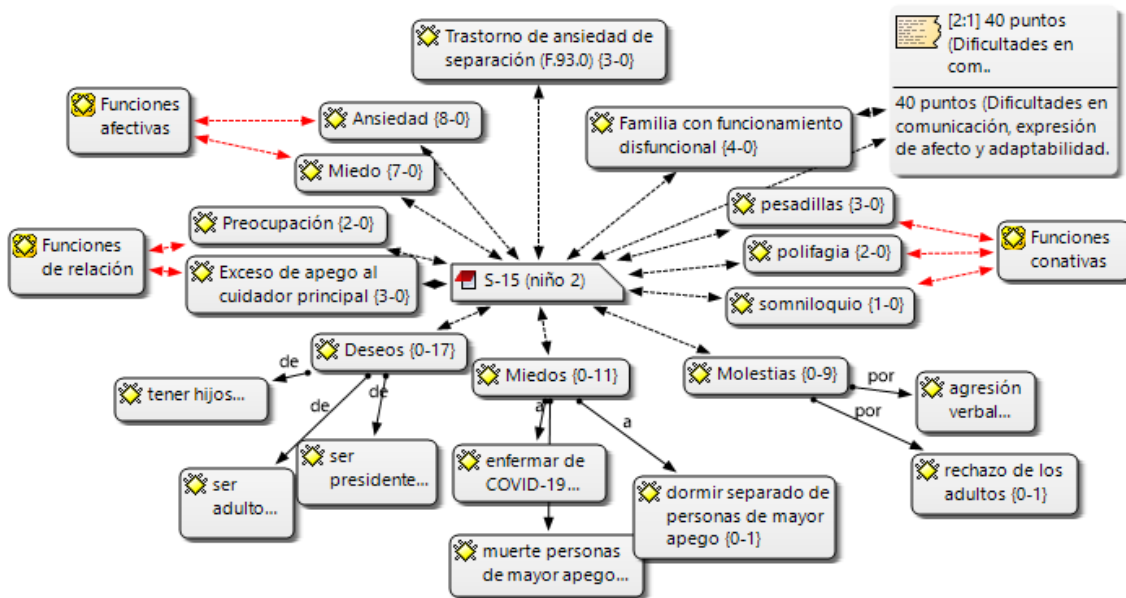 Trastorno de ansiedad de
separación (F.93.0) {3-0}
[2:1] 40 puntos
(Dificultades en
com..
40 puntos (Dificultades en
comunicación, expresión
de afecto y adaptabilidad.
Funciones
afectivas
Ansiedad {8-0}
Miedo {7-0}
Familia con funcionamiento
disfuncional {4-0}
Preocupación {2-0}
Funciones
de relación
Exceso de apego al
cuidador principal {3-0}
S-15 (niño 2)
pesadillas {3-0}
polifagia {2-0}
somniloquio {1-0}
Funciones
conativas
Deseos {0-17}
de
tener hijos...
de
ser
adulto...
de
ser
presidente...
Miedos {0-11}
a
enfermar de
COVID-19...
muerte personas
de mayor apego...
a
dormir separado de
personas de mayor
apego {0-1}
Molestias {0-9}
por
agresión
verbal...
por
rechazo de los
adultos {0-1}